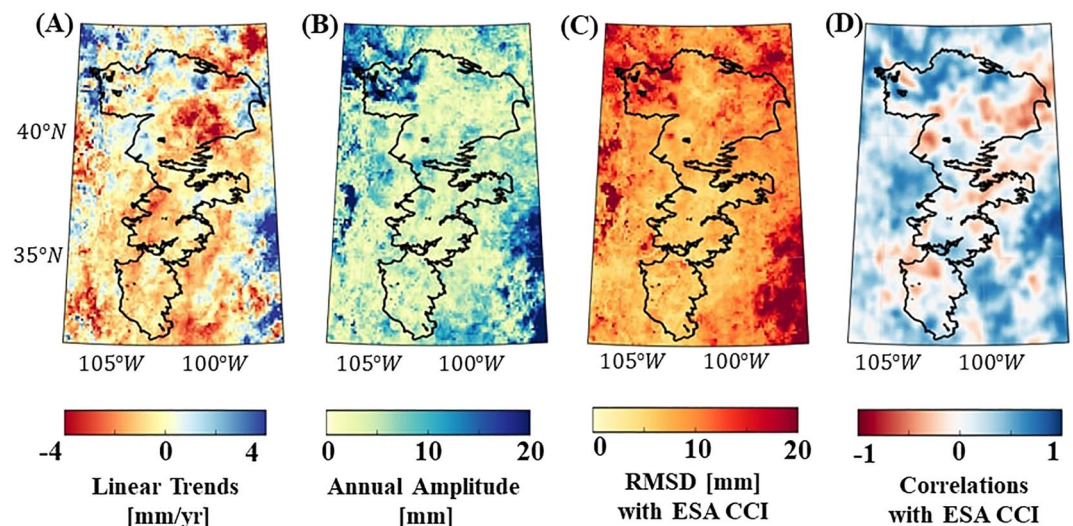 (A) (B) (C) (D)
40°N
35°N
105°W 100°W 105°W 100°W 105°W 100°W 105°W 100°W
-4 0 4 0 10 20 0 10 20 -1 0 1
Linear Trends
[mm/yr]
Annual Amplitude
[mm]
RMSD [mm]
with ESA CCI
Correlations
with ESA CCI